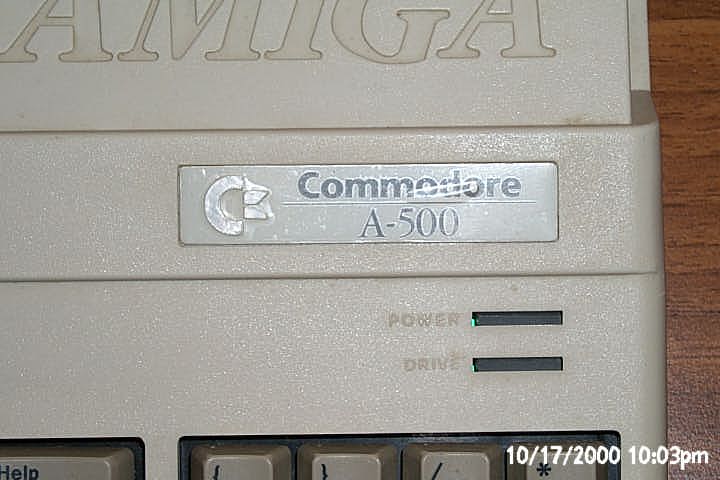 AMIGA
Commodore
A-500
POWER
DRIVE
Help { } / *
10/17/2000 10:03pm